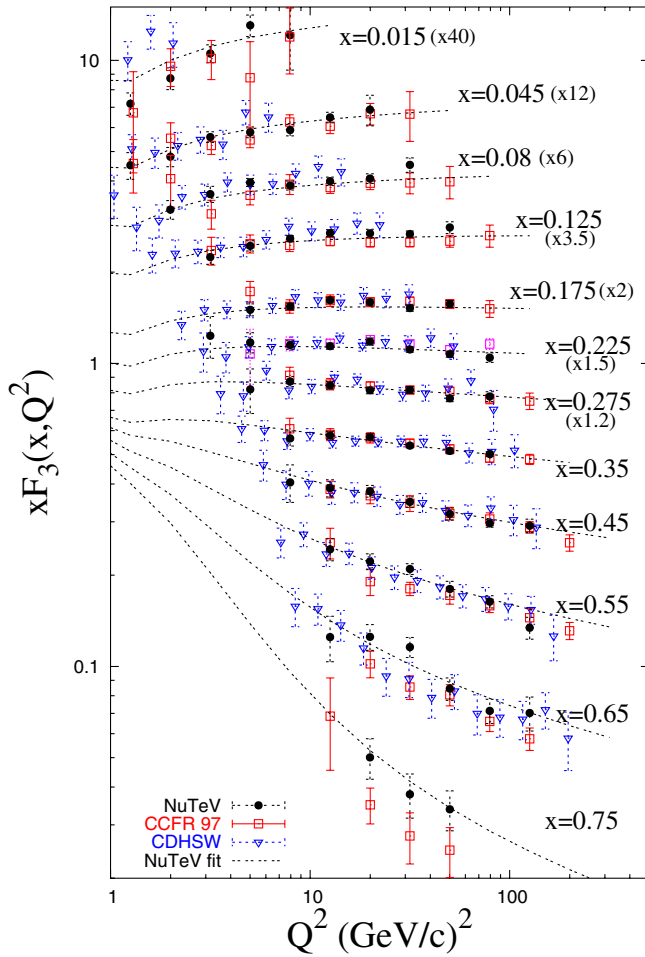 10
1
0.1
xF₃(x,Q²)
x=0.015 (x40)
x=0.045 (x12)
x=0.08 (x6)
x=0.125
(x3.5)
x=0.175 (x2)
x=0.225
(x1.5)
x=0.275
(x1.2)
x=0.35
x=0.45
x=0.55
x=0.65
x=0.75
NuTeV
CCFR 97
CDHSW
NuTeV fit
1 10 100
Q² (GeV/c)²